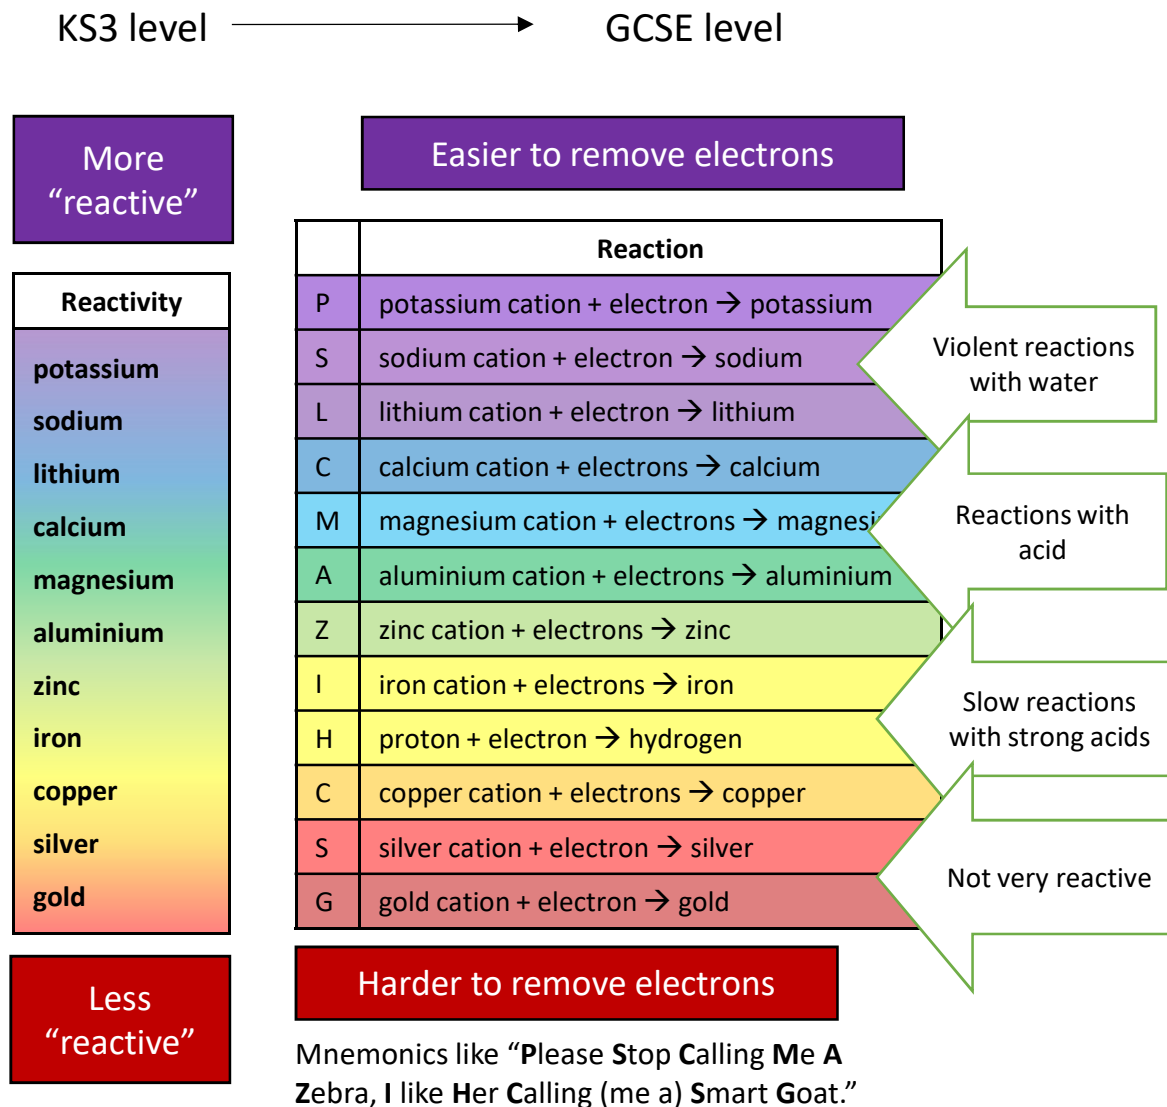 KS3 level
GCSE level
More
“reactive”
Easier to remove electrons
Reactivity
potassium
sodium
lithium
calcium
magnesium
aluminium
zinc
iron
copper
silver
gold
Less
“reactive”
Reaction
P potassium cation + electron → potassium
S sodium cation + electron → sodium
L lithium cation + electron → lithium
C calcium cation + electrons → calcium
M magnesium cation + electrons → magnesi
A aluminium cation + electrons → aluminium
Z zinc cation + electrons → zinc
I iron cation + electrons → iron
H proton + electron → hydrogen
C copper cation + electrons → copper
S silver cation + electron → silver
G gold cation + electron → gold
Violent reactions
with water
Reactions with
acid
Slow reactions
with strong acids
Not very reactive
Harder to remove electrons
Mnemonics like “Please Stop Calling Me A
Zebra, I like Her Calling (me a) Smart Goat.”